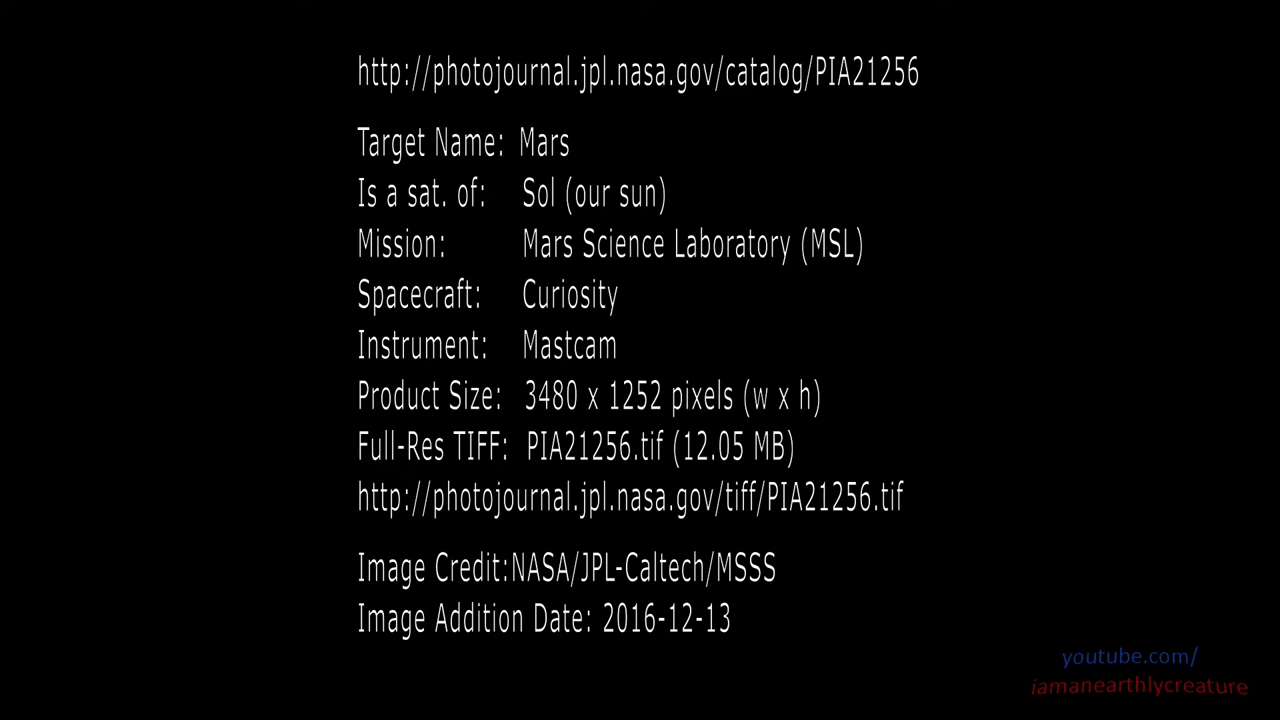 http://photojournal.jpl.nasa.gov/catalog/PIA21256
Target Name: Mars
Is a sat. of: Sol (our sun)
Mission: Mars Science Laboratory (MSL)
Spacecraft: Curiosity
Instrument: Mastcam
Product Size: 3480 x 1252 pixels (w x h)
Full-Res TIFF: PIA21256.tif (12.05 MB)
http://photojournal.jpl.nasa.gov/tiff/PIA21256.tif
Image Credit:NASA/JPL-Caltech/MSSS
Image Addition Date: 2016-12-13
youtube.com/
iamanearthlycreature